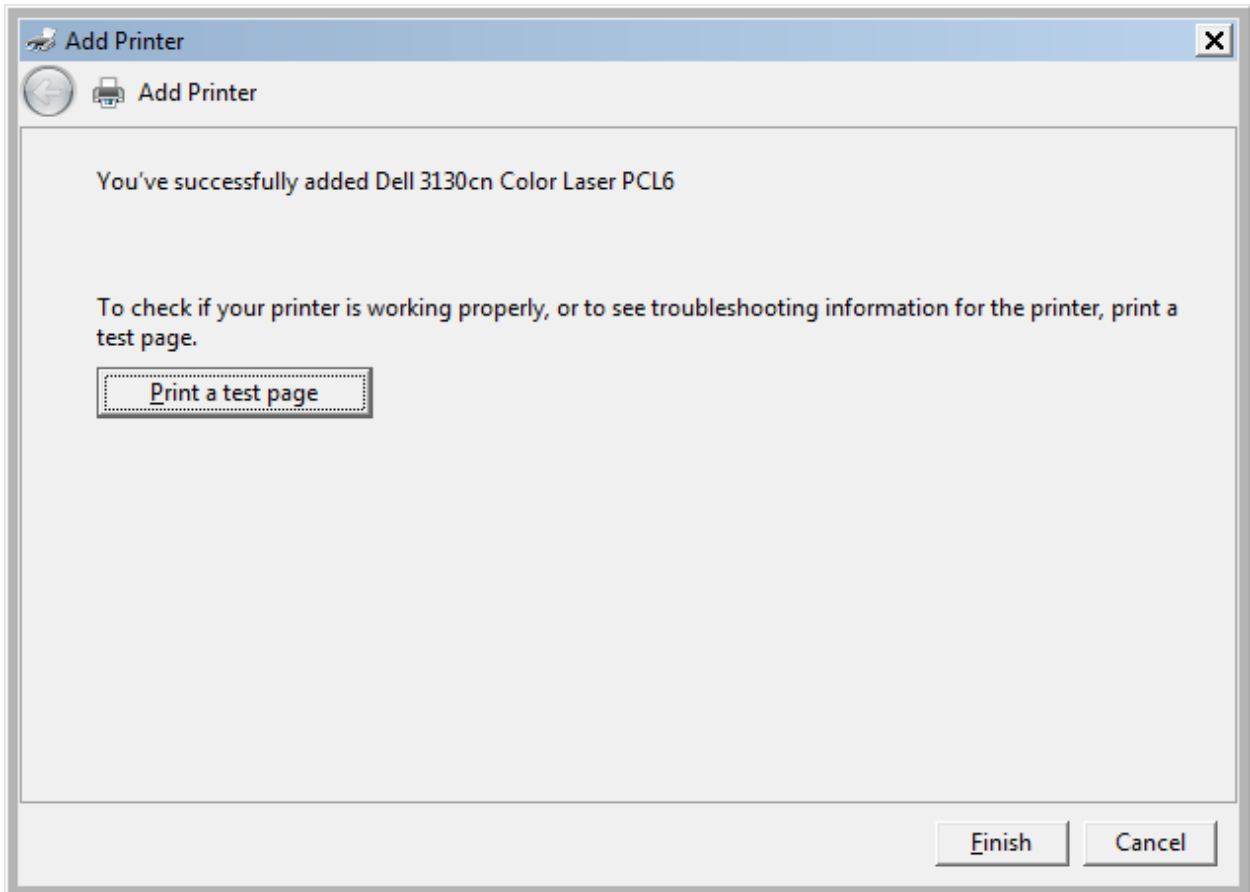 Add Printer
Add Printer
You've successfully added Dell 3130cn Color Laser PCL6
To check if your printer is working properly, or to see troubleshooting information for the printer, print a
test page.
Print a test page
Finish
Cancel